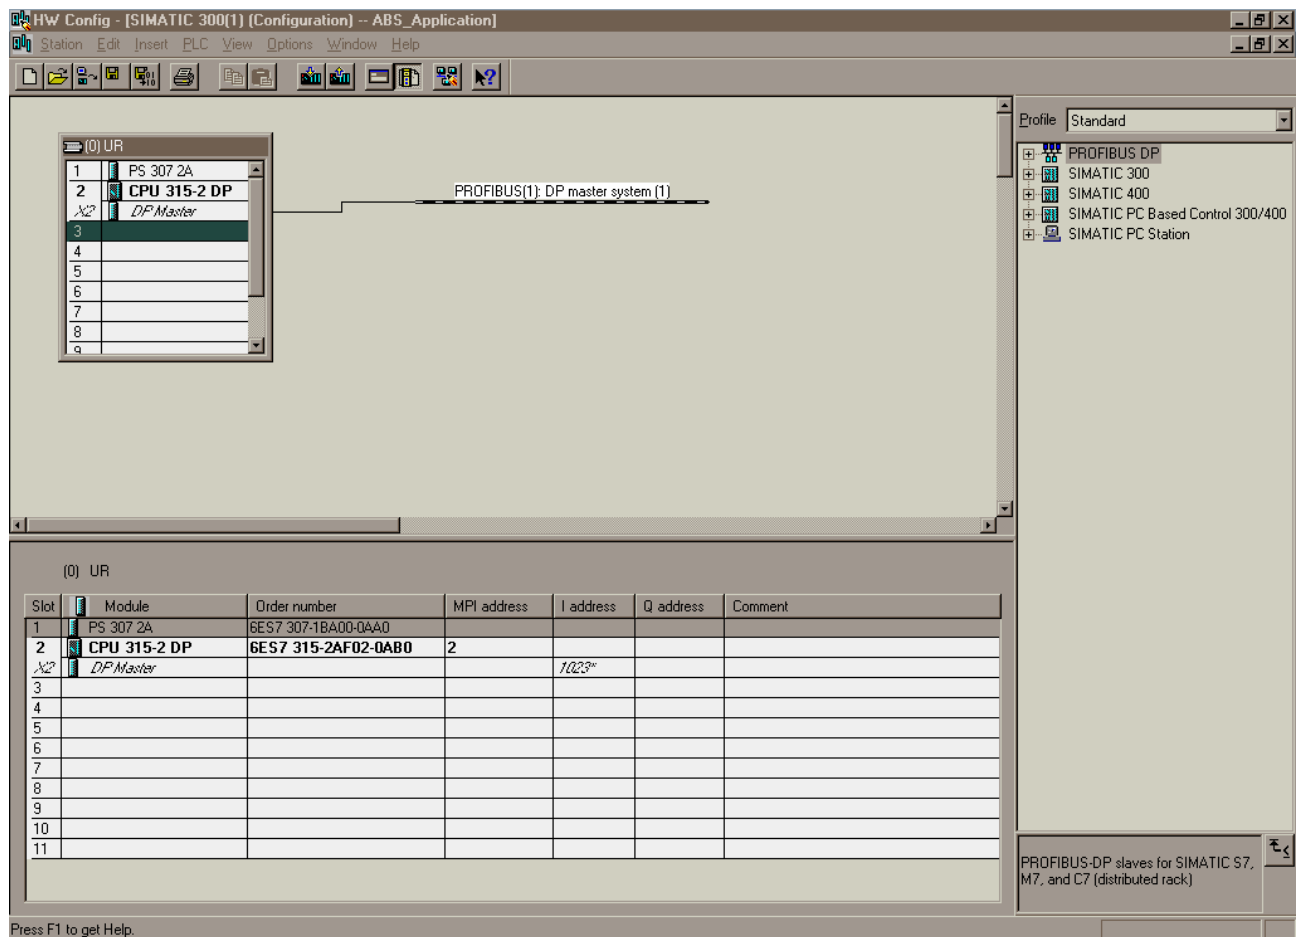 HW Config - [SIMATIC 300(1) (Configuration) -- ABS_Application]
Station Edit Insert PLC View Options Window Help
(0) UR
1 PS 307 2A
2 CPU 315-2 DP
X2 DP Master
3
4
5
6
7
8
9
PROFIBUS(1): DP master system (1)
Profile Standard
PROFIBUS DP
SIMATIC 300
SIMATIC 400
SIMATIC PC Based Control 300/400
SIMATIC PC Station
(0) UR
Slot Module Order number MPI address I address Q address Comment
1 PS 307 2A 6ES7 307-1BA00-0AA0
2 CPU 315-2 DP 6ES7 315-2AF02-0AB0 2
X2 DP Master 1023*
3
4
5
6
7
8
9
10
11
PROFIBUS-DP slaves for SIMATIC S7,
M7, and C7 (distributed rack)
Press F1 to get Help.